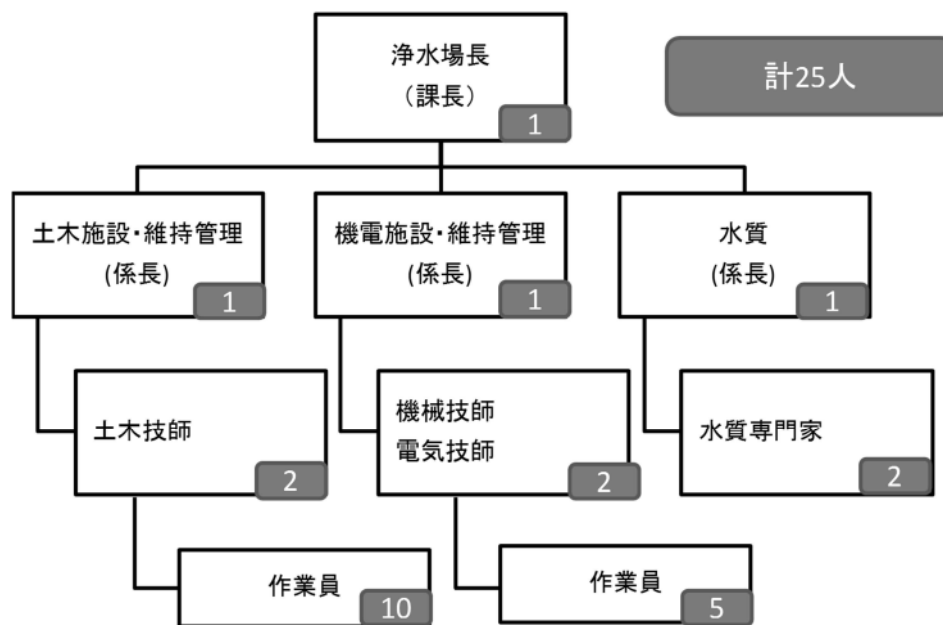 浄水場長
（課長）
1
計25人
土木施設・維持管理
(係長)
1
機電施設・維持管理
(係長)
1
水質
(係長)
1
土木技師
2
機械技師
電気技師
2
水質専門家
2
作業員
10
作業員
5